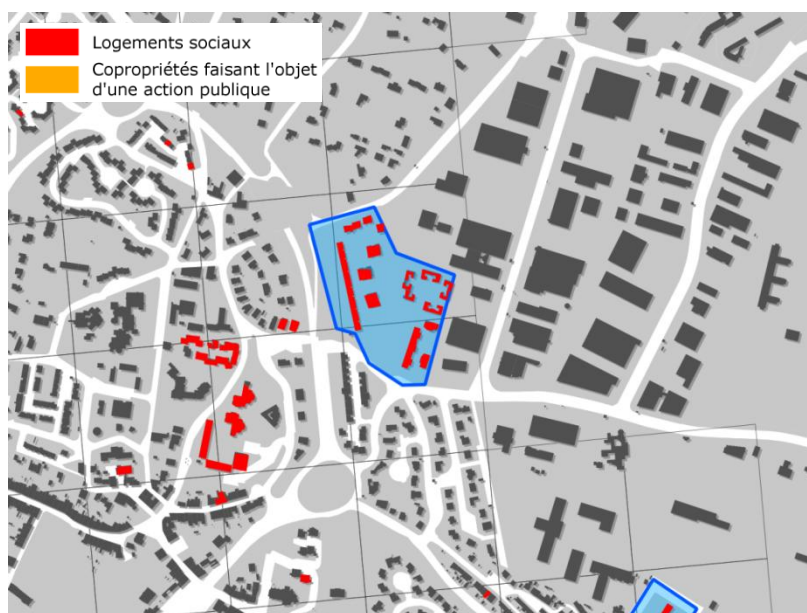 Logements sociaux
Copropriétés faisant l'objet
d'une action publique